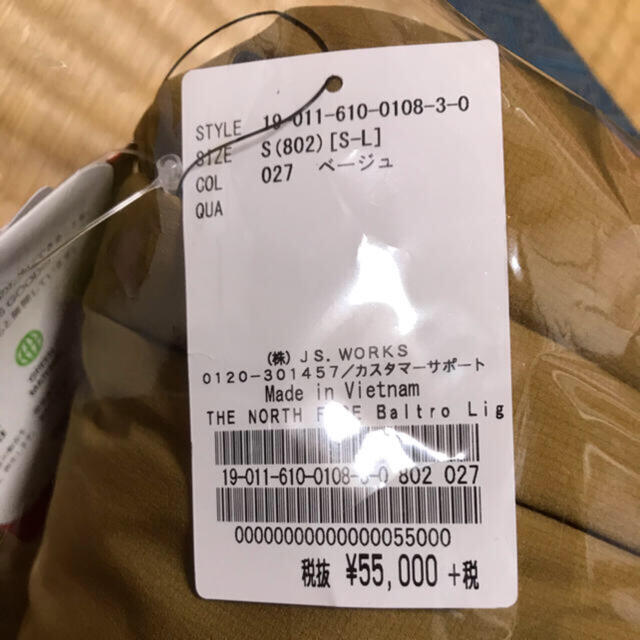 STYLE 19-011-610-0108-3-0
SIZE S(802)[S-L]
COL 027 ベージュ
QUA
(株) JS. WORKS
0120-301457/カスタマーサポート
Made in Vietnam
THE NORTH FACE Baltro Lig
19-011-610-0108-3-0 802 027
00000000000000055000
税抜 ¥55,000 +税